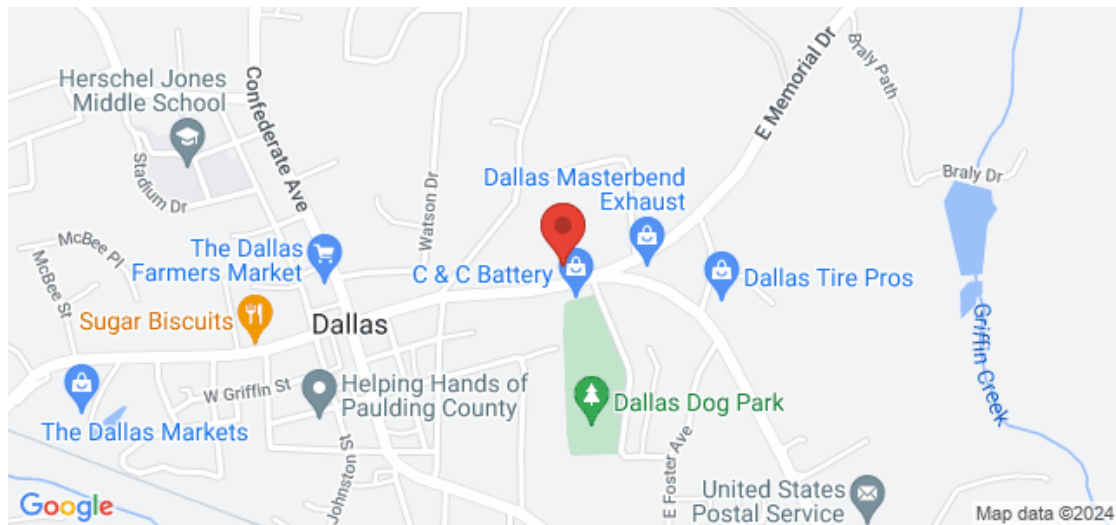 Herschel Jones
Middle School
Confederate Ave
E Memorial Dr
Braly Path
Stadium Dr
Watson Dr
Dallas Masterbend
Exhaust
Braly Dr
McBee Pl
McBee St
The Dallas
Farmers Market
C & C Battery
Dallas Tire Pros
Sugar Biscuits
Dallas
Griffin Creek
W Griffin St
Helping Hands of
Paulding County
Dallas Dog Park
The Dallas Markets
Johnston St
E Foster Ave
United States
Postal Service
Google
Map data ©2024